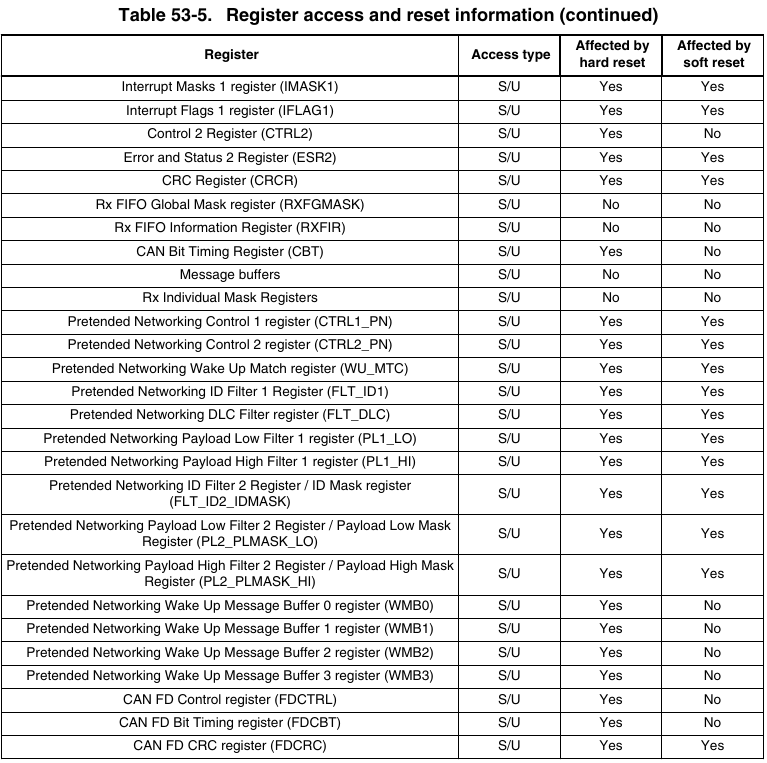 Table 53-5. Register access and reset information (continued)
Register Access type Affected by hard reset Affected by soft reset
Interrupt Masks 1 register (IMASK1) S/U Yes Yes
Interrupt Flags 1 register (IFLAG1) S/U Yes Yes
Control 2 Register (CTRL2) S/U Yes No
Error and Status 2 Register (ESR2) S/U Yes Yes
CRC Register (CRCR) S/U Yes Yes
Rx FIFO Global Mask register (RXFGMASK) S/U No No
Rx FIFO Information Register (RXFIR) S/U No No
CAN Bit Timing Register (CBT) S/U Yes No
Message buffers S/U No No
Rx Individual Mask Registers S/U No No
Pretended Networking Control 1 register (CTRL1_PN) S/U Yes Yes
Pretended Networking Control 2 register (CTRL2_PN) S/U Yes Yes
Pretended Networking Wake Up Match register (WU_MTC) S/U Yes Yes
Pretended Networking ID Filter 1 Register (FLT_ID1) S/U Yes Yes
Pretended Networking DLC Filter register (FLT_DLC) S/U Yes Yes
Pretended Networking Payload Low Filter 1 register (PL1_LO) S/U Yes Yes
Pretended Networking Payload High Filter 1 register (PL1_HI) S/U Yes Yes
Pretended Networking ID Filter 2 Register / ID Mask register
(FLT_ID2_IDMASK) S/U Yes Yes
Pretended Networking Payload Low Filter 2 Register / Payload Low Mask
Register (PL2_PLMASK_LO) S/U Yes Yes
Pretended Networking Payload High Filter 2 Register / Payload High Mask
Register (PL2_PLMASK_HI) S/U Yes Yes
Pretended Networking Wake Up Message Buffer 0 register (WMB0) S/U Yes No
Pretended Networking Wake Up Message Buffer 1 register (WMB1) S/U Yes No
Pretended Networking Wake Up Message Buffer 2 register (WMB2) S/U Yes No
Pretended Networking Wake Up Message Buffer 3 register (WMB3) S/U Yes No
CAN FD Control register (FDCTRL) S/U Yes No
CAN FD Bit Timing register (FDCBT) S/U Yes No
CAN FD CRC register (FDCRC) S/U Yes Yes